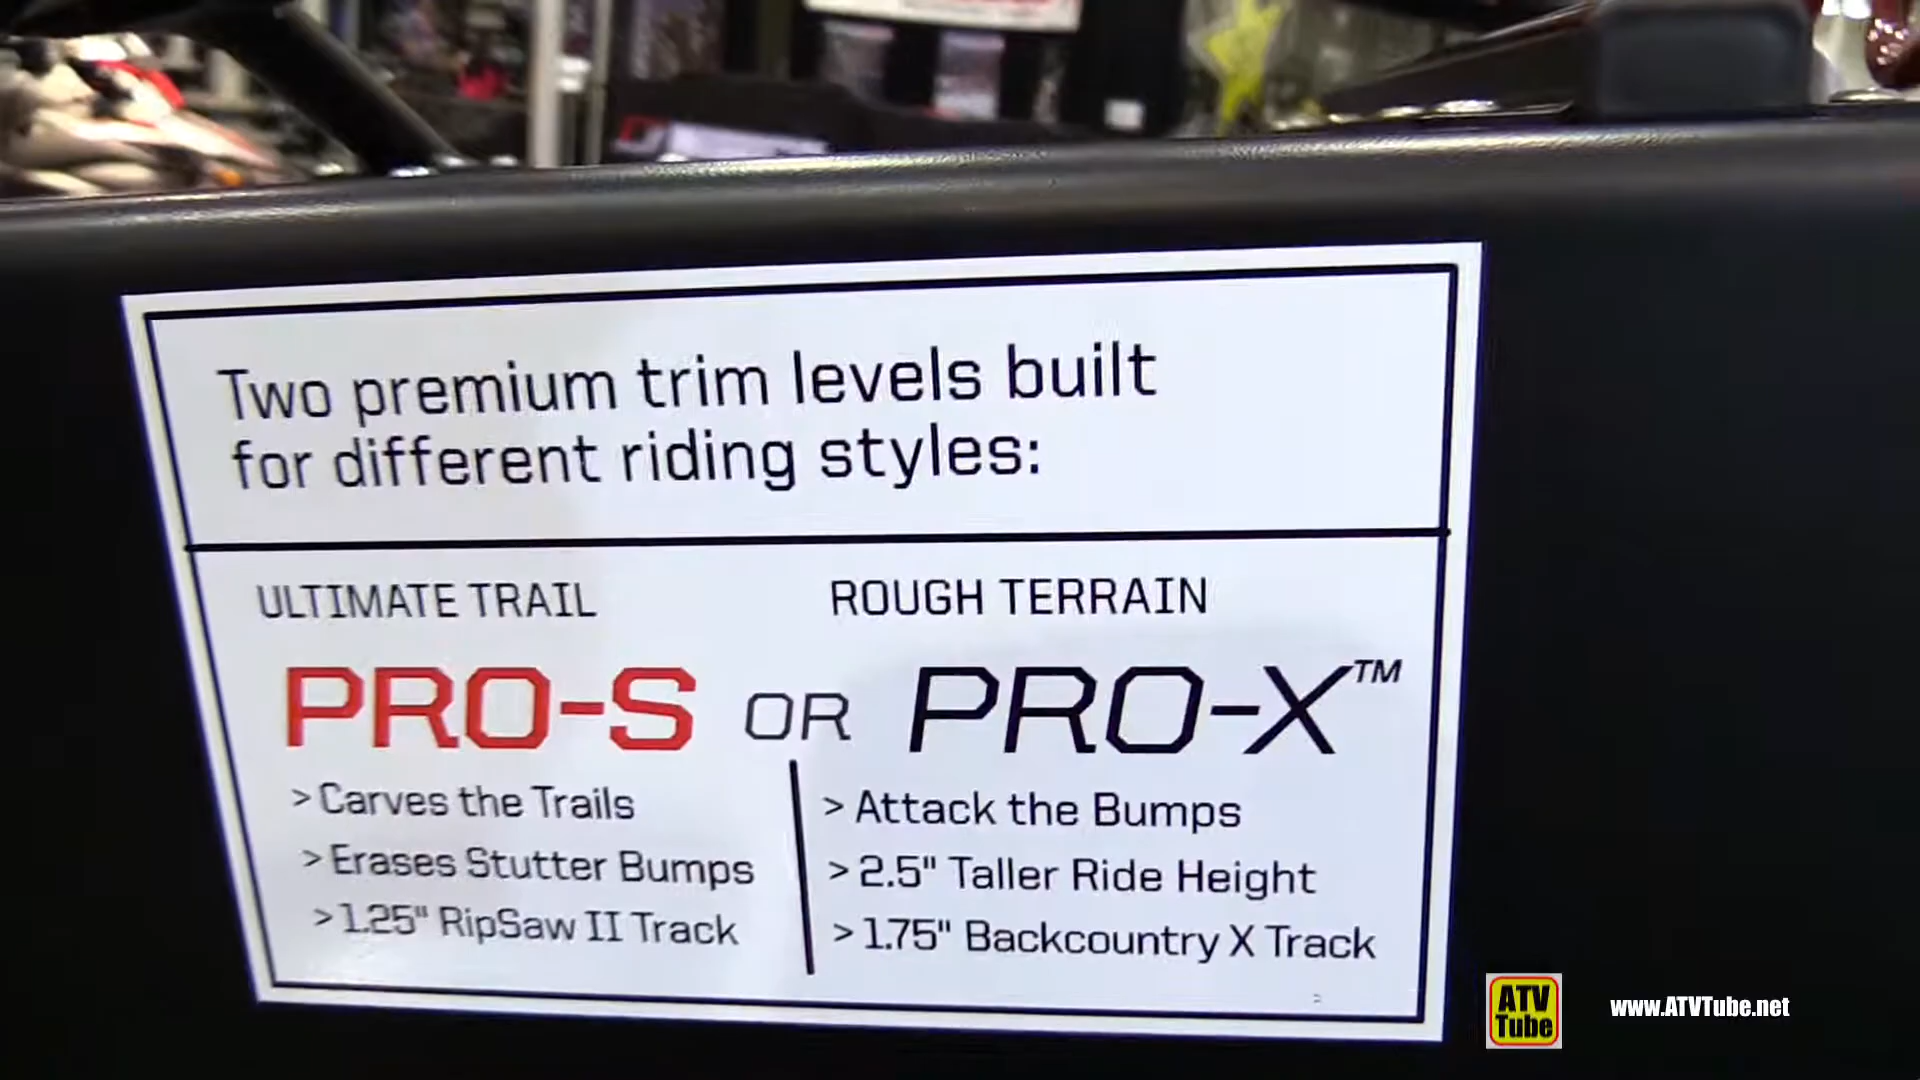 Two premium trim levels built
for different riding styles:
ULTIMATE TRAIL
PRO-S
> Carves the Trails
> Erases Stutter Bumps
> 1.25" RipSaw II Track
OR
ROUGH TERRAIN
PRO-X™
> Attack the Bumps
> 2.5" Taller Ride Height
> 1.75" Backcountry X Track
ATV
Tube
www.ATVTube.net